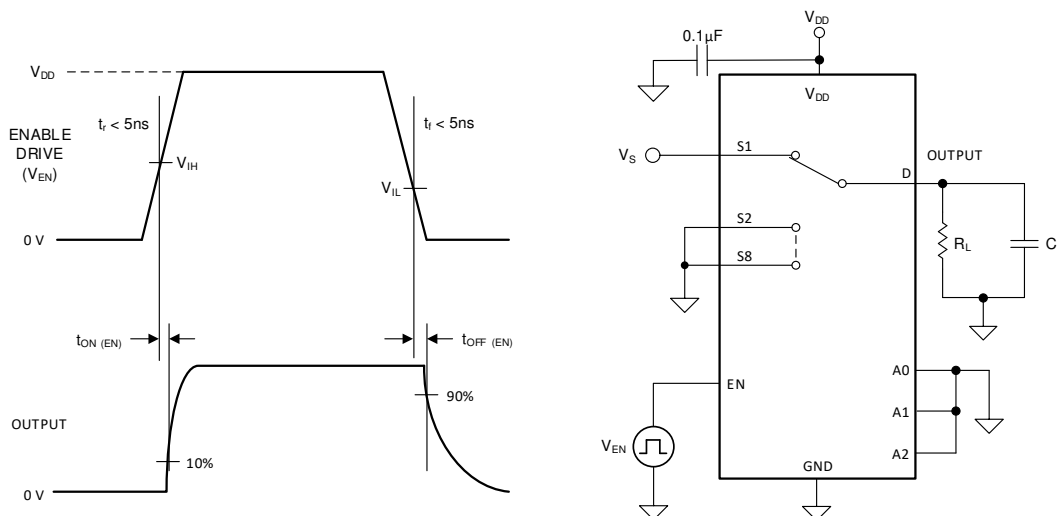 V_DD
ENABLE
DRIVE
(V_EN)
t_r < 5ns
t_f < 5ns
V_IH
V_IL
0 V
t_ON (EN)
t_OFF (EN)
OUTPUT
90%
10%
0 V
V_DD
0.1μF
V_DD
V_S
S1
D
OUTPUT
S2
S8
R_L
C
EN
V_EN
A0
A1
A2
GND